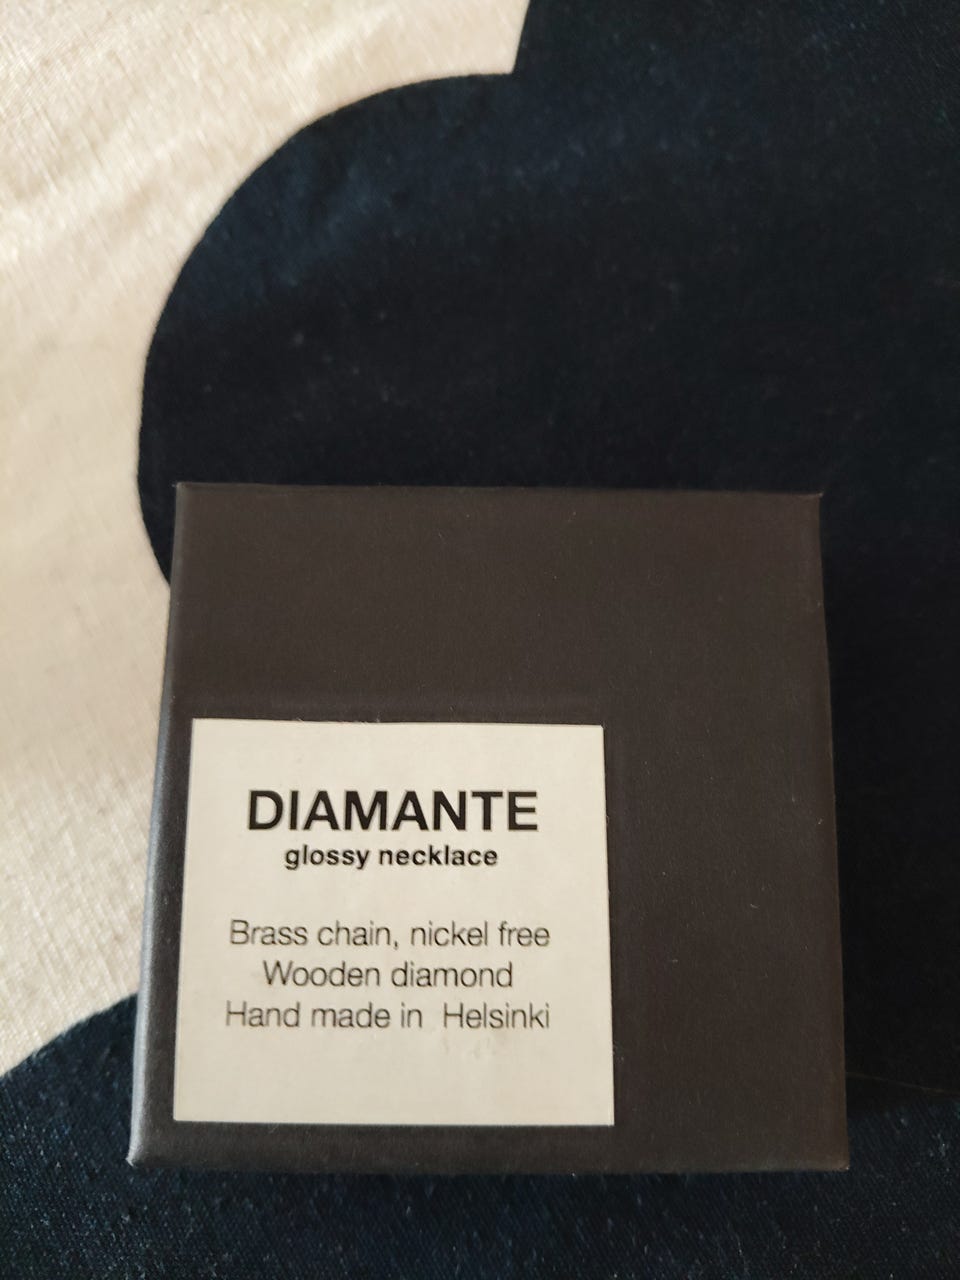 DIAMANTE
glossy necklace
Brass chain, nickel free
Wooden diamond
Hand made in Helsinki